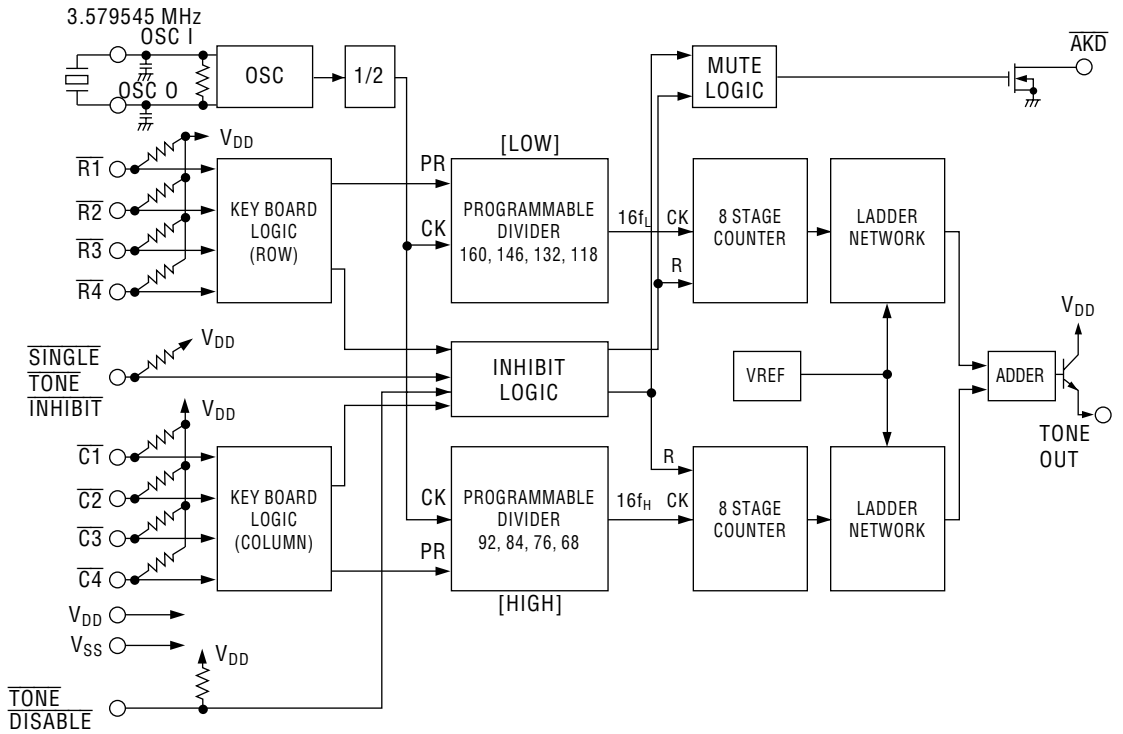 3.579545 MHz
OSC I
OSC O
OSC
1/2
MUTE
LOGIC
AKD
VDD
R1
R2
R3
R4
KEY BOARD
LOGIC
(ROW)
[LOW]
PR
CK
PROGRAMMABLE
DIVIDER
160, 146, 132, 118
16fL CK
R
8 STAGE
COUNTER
LADDER
NETWORK
VDD
SINGLE
TONE
INHIBIT
VDD
INHIBIT
LOGIC
VREF
ADDER
TONE
OUT
VDD
C1
C2
C3
C4
KEY BOARD
LOGIC
(COLUMN)
CK
PR
PROGRAMMABLE
DIVIDER
92, 84, 76, 68
[HIGH]
R
16fH CK
8 STAGE
COUNTER
LADDER
NETWORK
VDD
VSS
VDD
TONE
DISABLE